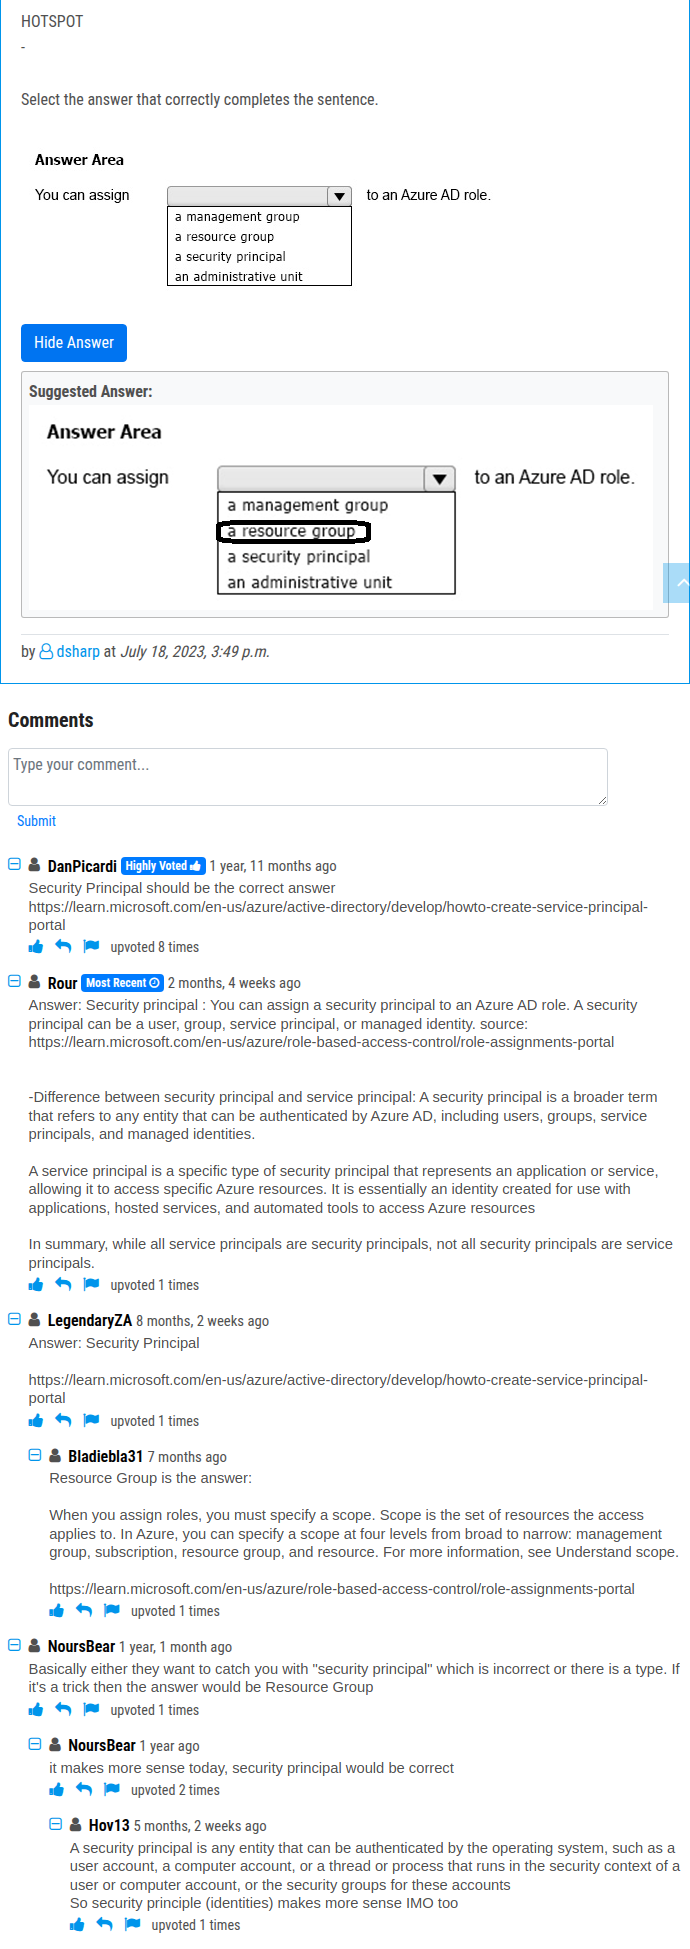 HOTSPOT
-
Select the answer that correctly completes the sentence.
Answer Area
You can assign
to an Azure AD role.
a management group
a resource group
a security principal
an administrative unit
Hide Answer
Suggested Answer:
Answer Area
You can assign
to an Azure AD role.
a management group
a resource group
a security principal
an administrative unit
by dsharp at July 18, 2023, 3:49 p.m.
Comments
Type your comment...
Submit
DanPicardi Highly Voted 1 year, 11 months ago
Security Principal should be the correct answer
https://learn.microsoft.com/en-us/azure/active-directory/develop/howto-create-service-principal-
portal
upvoted 8 times
Rour Most Recent 2 months, 4 weeks ago
Answer: Security principal : You can assign a security principal to an Azure AD role. A security
principal can be a user, group, service principal, or managed identity. source:
https://learn.microsoft.com/en-us/azure/role-based-access-control/role-assignments-portal
-Difference between security principal and service principal: A security principal is a broader term
that refers to any entity that can be authenticated by Azure AD, including users, groups, service
principals, and managed identities.
A service principal is a specific type of security principal that represents an application or service,
allowing it to access specific Azure resources. It is essentially an identity created for use with
applications, hosted services, and automated tools to access Azure resources
In summary, while all service principals are security principals, not all security principals are service
principals.
upvoted 1 times
LegendaryZA 8 months, 2 weeks ago
Answer: Security Principal
https://learn.microsoft.com/en-us/azure/active-directory/develop/howto-create-service-principal-
portal
upvoted 1 times
Bladiebla31 7 months ago
Resource Group is the answer:
When you assign roles, you must specify a scope. Scope is the set of resources the access
applies to. In Azure, you can specify a scope at four levels from broad to narrow: management
group, subscription, resource group, and resource. For more information, see Understand scope.
https://learn.microsoft.com/en-us/azure/role-based-access-control/role-assignments-portal
upvoted 1 times
NoursBear 1 year, 1 month ago
Basically either they want to catch you with "security principal" which is incorrect or there is a type. If
it's a trick then the answer would be Resource Group
upvoted 1 times
NoursBear 1 year ago
it makes more sense today, security principal would be correct
upvoted 2 times
Hov13 5 months, 2 weeks ago
A security principal is any entity that can be authenticated by the operating system, such as a
user account, a computer account, or a thread or process that runs in the security context of a
user or computer account, or the security groups for these accounts
So security principle (identities) makes more sense IMO too
upvoted 1 times